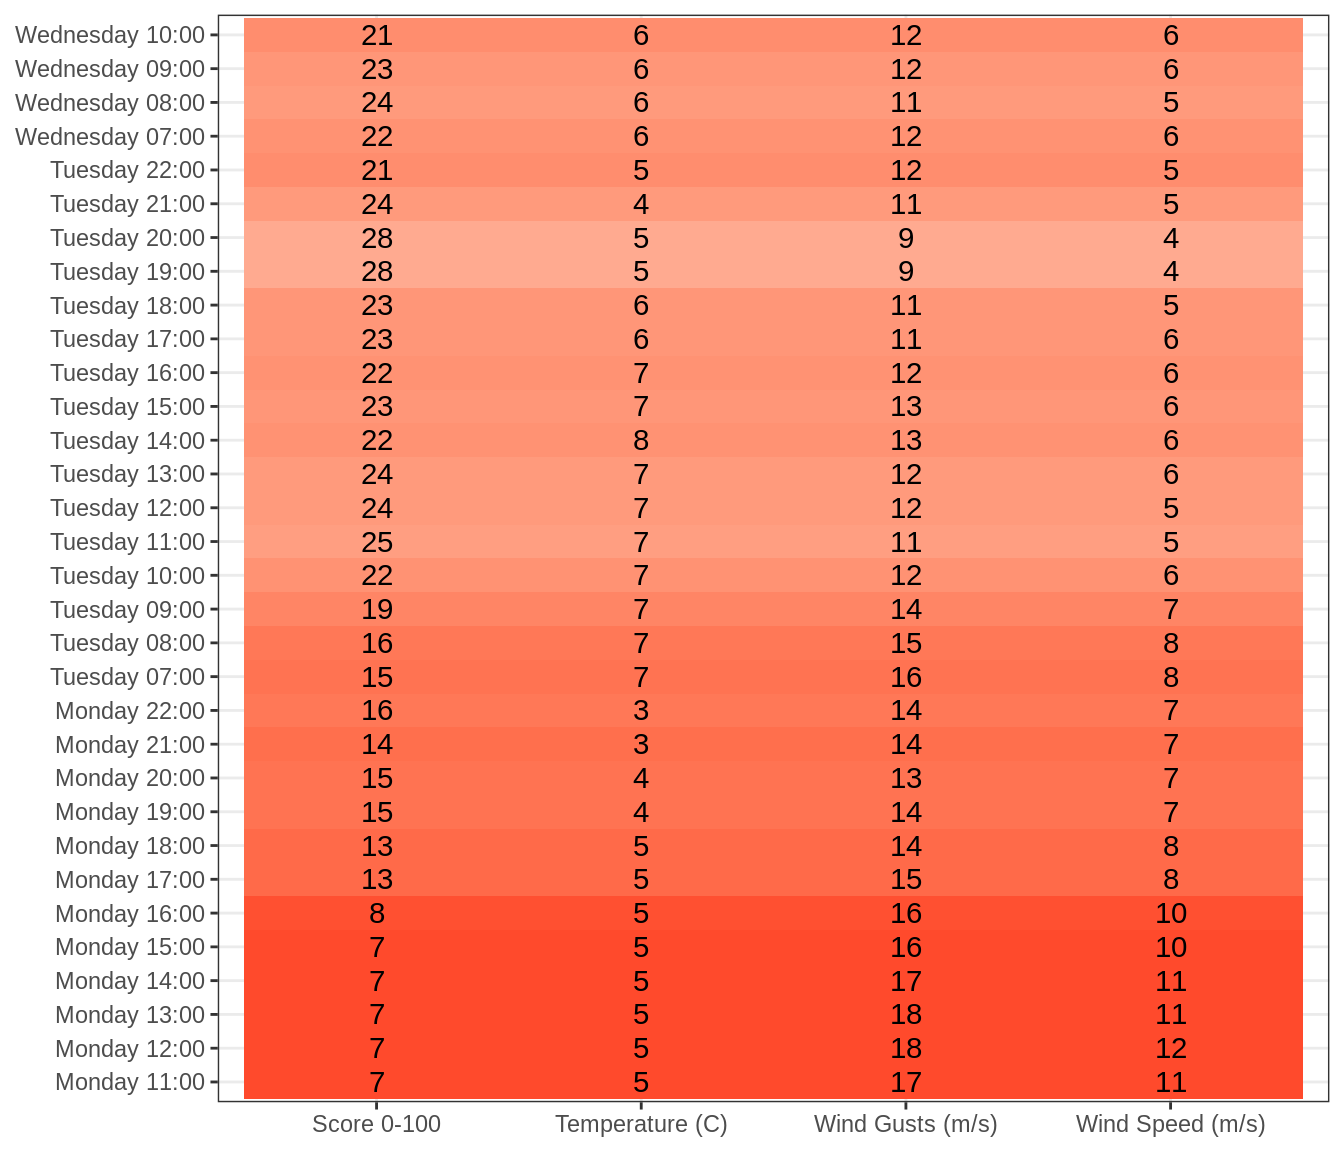 Wednesday 10:00 21 6 12 6
Wednesday 09:00 23 6 12 6
Wednesday 08:00 24 6 11 5
Wednesday 07:00 22 6 12 6
Tuesday 22:00 21 5 12 5
Tuesday 21:00 24 4 11 5
Tuesday 20:00 28 5 9 4
Tuesday 19:00 28 5 9 4
Tuesday 18:00 23 6 11 5
Tuesday 17:00 23 6 11 6
Tuesday 16:00 22 7 12 6
Tuesday 15:00 23 7 13 6
Tuesday 14:00 22 8 13 6
Tuesday 13:00 24 7 12 6
Tuesday 12:00 24 7 12 5
Tuesday 11:00 25 7 11 5
Tuesday 10:00 22 7 12 6
Tuesday 09:00 19 7 14 7
Tuesday 08:00 16 7 15 8
Tuesday 07:00 15 7 16 8
Monday 22:00 16 3 14 7
Monday 21:00 14 3 14 7
Monday 20:00 15 4 13 7
Monday 19:00 15 4 14 7
Monday 18:00 13 5 14 8
Monday 17:00 13 5 15 8
Monday 16:00 8 5 16 10
Monday 15:00 7 5 16 10
Monday 14:00 7 5 17 11
Monday 13:00 7 5 18 11
Monday 12:00 7 5 18 12
Monday 11:00 7 5 17 11
Score 0-100 Temperature (C) Wind Gusts (m/s) Wind Speed (m/s)